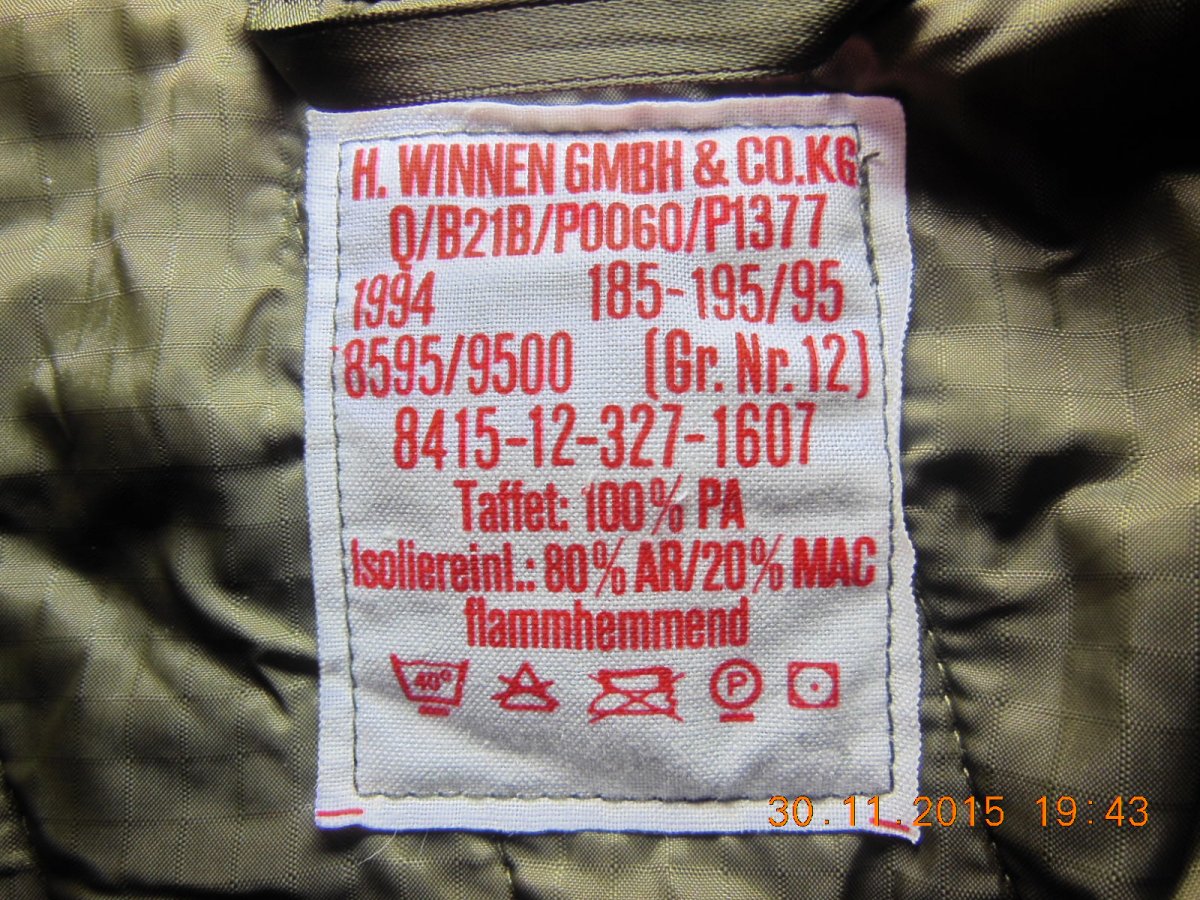 H. WINNEN GMBH & CO.KG
Q/B21B/P0060/P1377
1994 185-195/95
8595/9500 (Gr. Nr. 12)
8415-12-327-1607
Taffet: 100% PA
Isoliereinl.: 80% AR/20% MAC
flammhemmend
40° P
30.11.2015 19:43